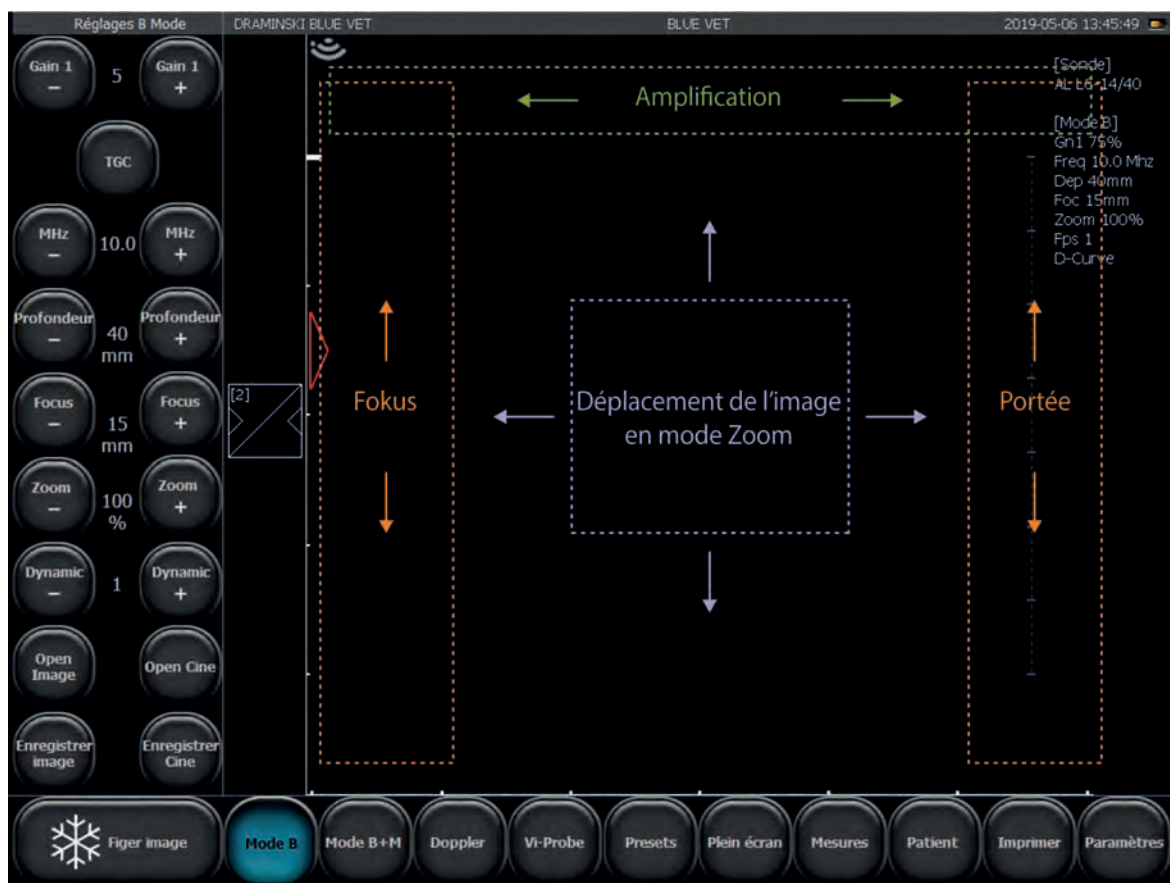 Réglages B Mode
DRAMINSKI BLUE VET
BLUE VET
2019-05-06 13:45:49
Gain 1
−
5
Gain 1
+
TGC
MHz
−
10.0
MHz
+
Profondeur
−
40
mm
Profondeur
+
Focus
−
15
mm
Focus
+
Zoom
−
100
%
Zoom
+
Dynamic
−
1
Dynamic
+
Open
Image
Open Cine
Enregistrer
image
Enregistrer
Cine
[2]
Amplification
Fokus
Déplacement de l'image
en mode Zoom
Portée
[Sonde]
AL L6-14/40
[Mode B]
Gn1 75%
Freq 10.0 Mhz
Dep 40mm
Foc 15mm
Zoom 100%
Fps 1
D-Curve
Figer image
Mode B
Mode B+M
Doppler
Vi-Probe
Presets
Plein écran
Mesures
Patient
Imprimer
Paramètres